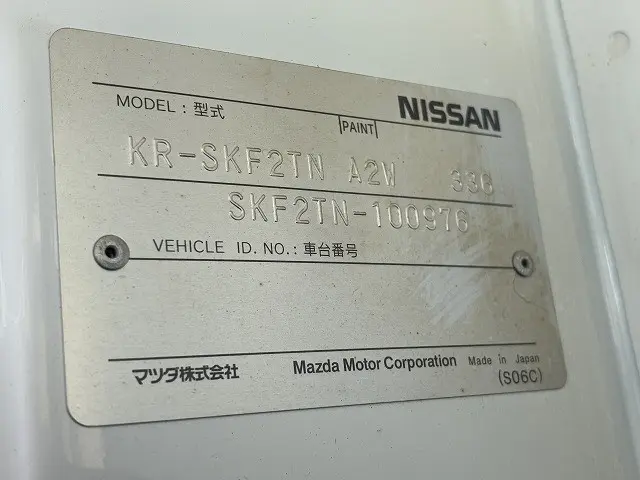 NISSAN
MODEL : 型式
PAINT
KR-SKF2TN A2W 336
SKF2TN-100976
VEHICLE ID. NO. : 車台番号
マツダ株式会社 Mazda Motor Corporation Made in Japan
(S06C)